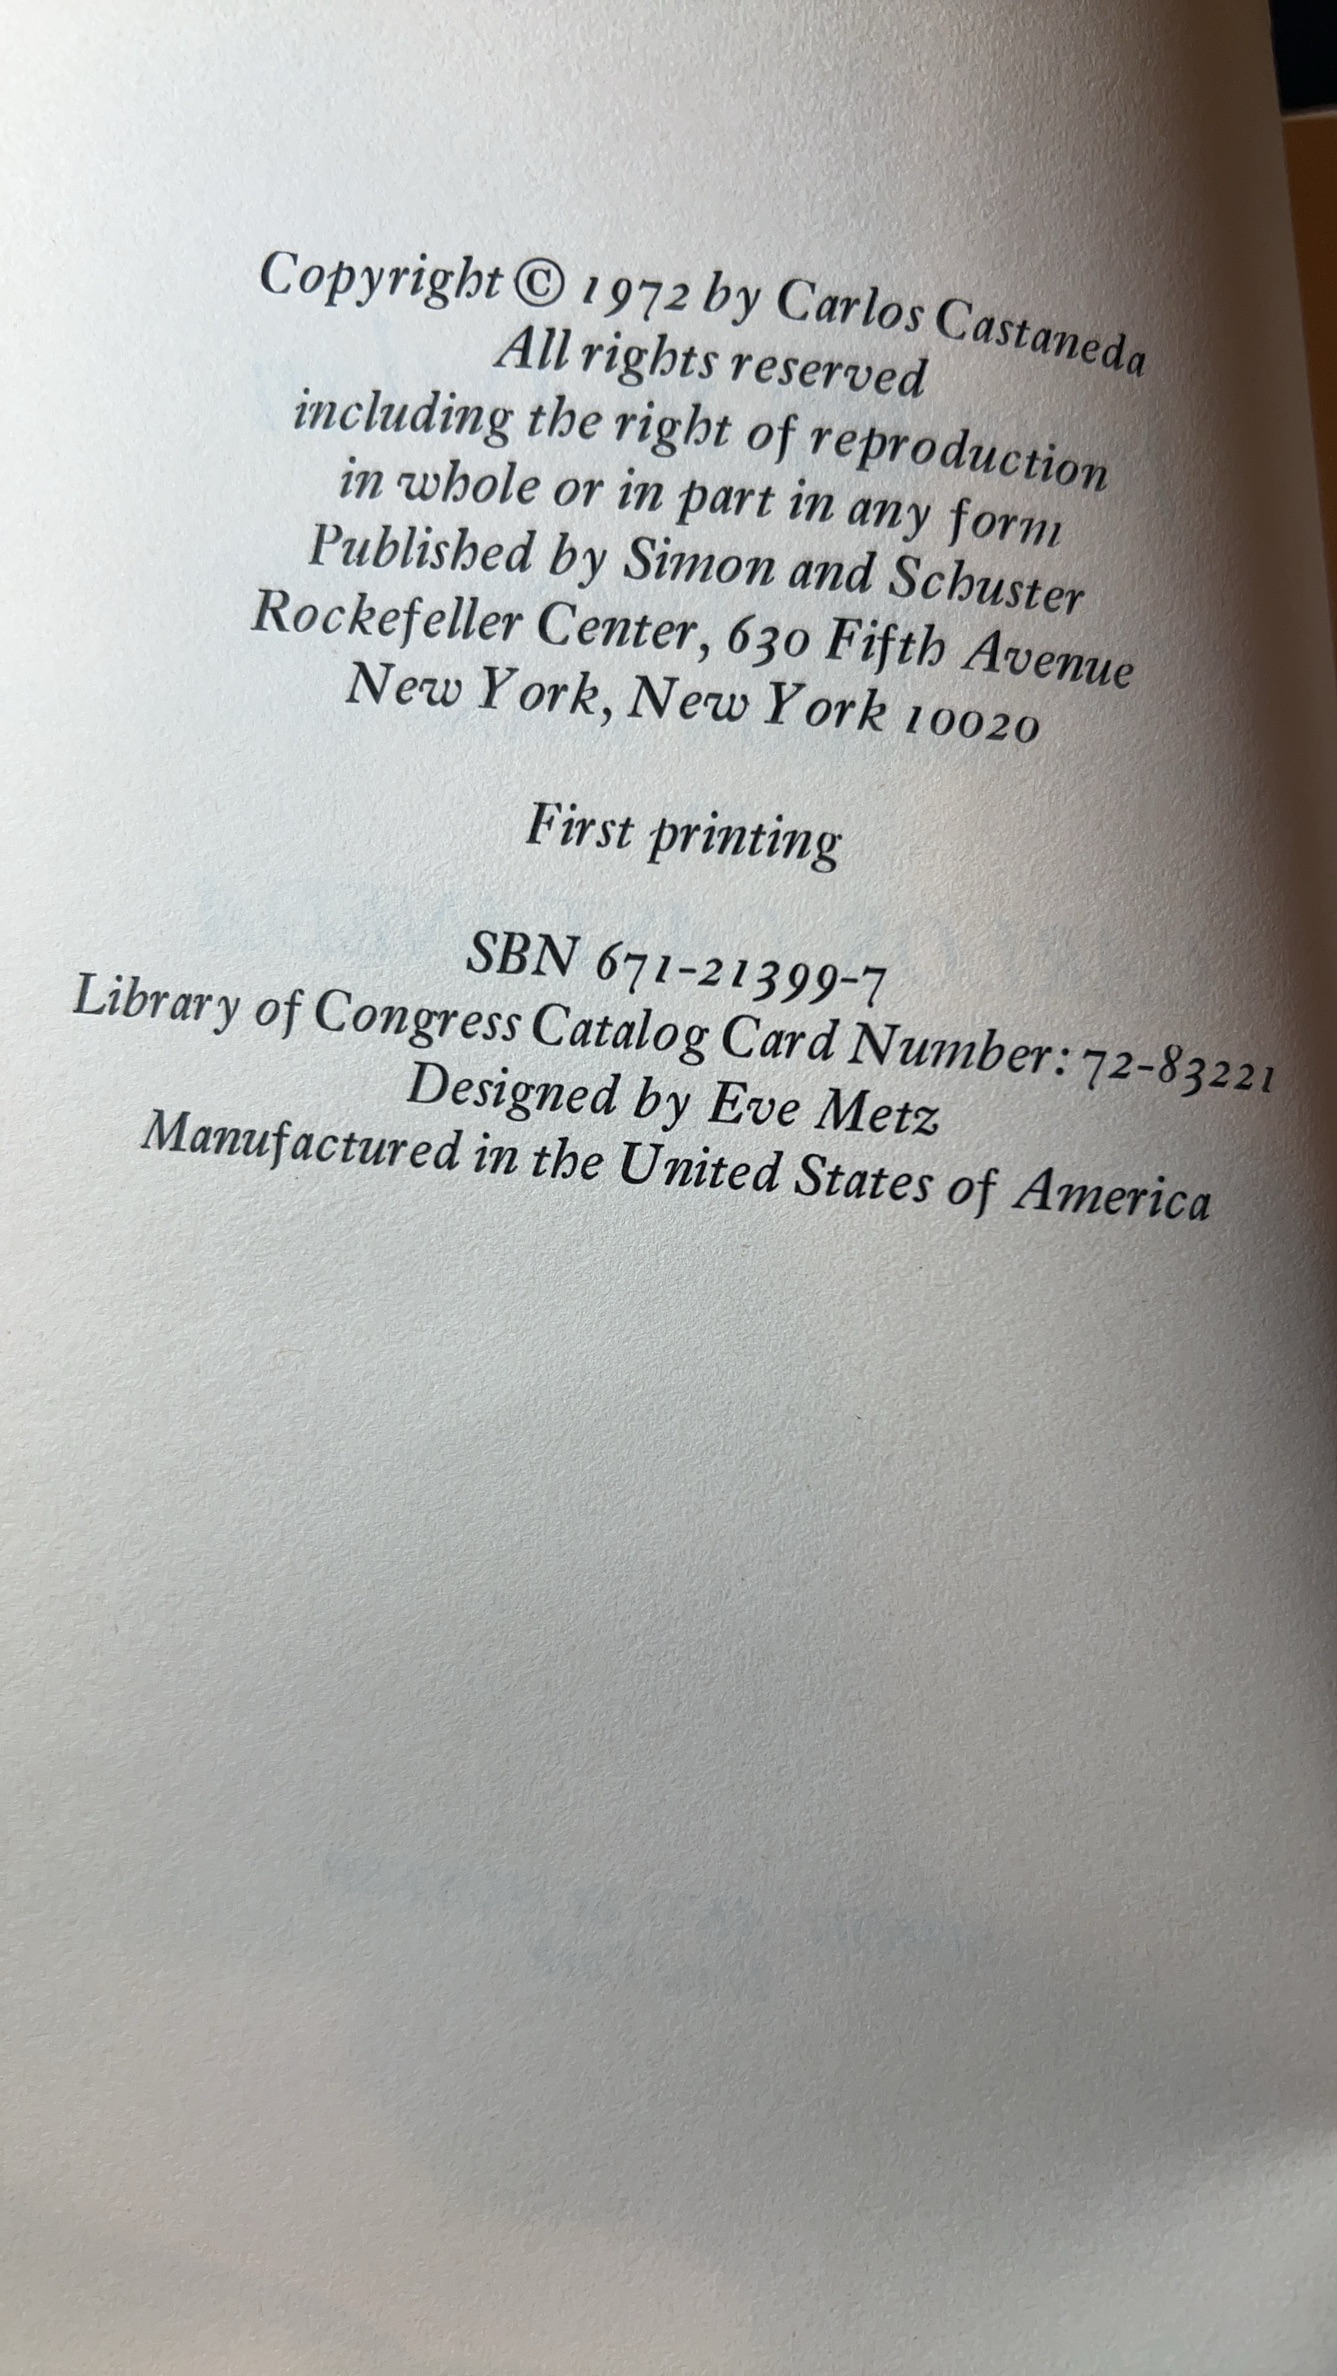 Copyright © 1972 by Carlos Castaneda
All rights reserved
including the right of reproduction
in whole or in part in any form
Published by Simon and Schuster
Rockefeller Center, 630 Fifth Avenue
New York, New York 10020
First printing
SBN 671-21399-7
Library of Congress Catalog Card Number: 72-83221
Designed by Eve Metz
Manufactured in the United States of America